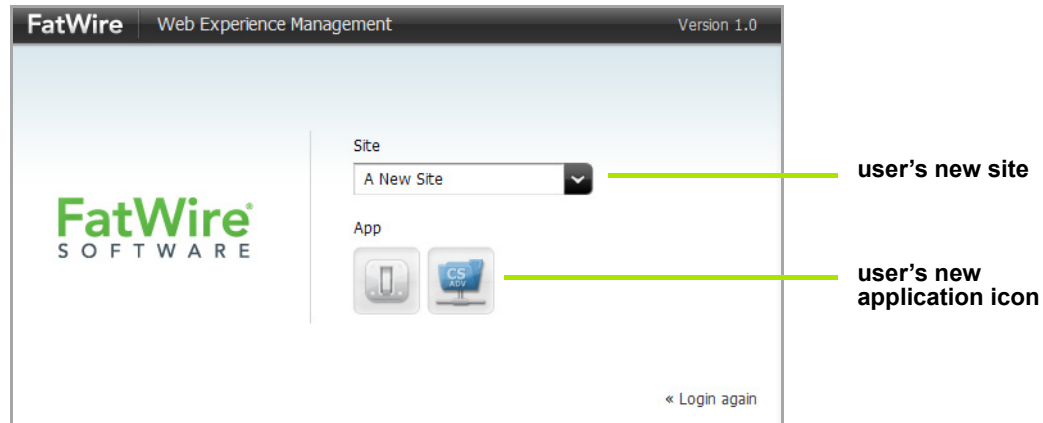 FatWire Web Experience Management Version 1.0
Site
A New Site
user's new site
FatWire
SOFTWARE
App
CS
ADV
user's new
application icon
« Login again